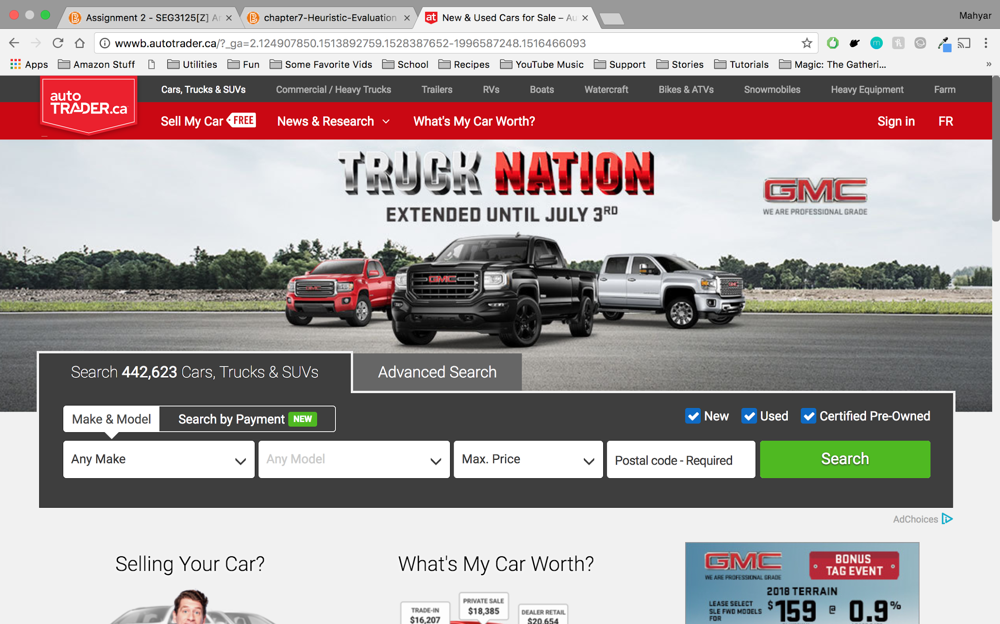 Assignment 2 - SEG3125[Z] Ar
chapter7-Heuristic-Evaluation
New & Used Cars for Sale – Au
Mahyar
wwwb.autotrader.ca/?_ga=2.124907850.1513892759.1528387652-1996587248.1516466093
Apps Amazon Stuff Utilities Fun Some Favorite Vids School Recipes YouTube Music Support Stories Tutorials Magic: The Gatheri... »
auto
TRADER.ca
Cars, Trucks & SUVs Commercial / Heavy Trucks Trailers RVs Boats Watercraft Bikes & ATVs Snowmobiles Heavy Equipment Farm
Sell My Car FREE News & Research What's My Car Worth? Sign in FR
TRUCK NATION
EXTENDED UNTIL JULY 3RD
GMC
WE ARE PROFESSIONAL GRADE
GMC
GMC
GMC
Search 442,623 Cars, Trucks & SUVs
Advanced Search
Make & Model Search by Payment NEW
New Used Certified Pre-Owned
Any Make Any Model Max. Price Postal code - Required Search
AdChoices
Selling Your Car?
What's My Car Worth?
TRADE-IN
$16,207
PRIVATE SALE
$18,385
DEALER RETAIL
$20,654
GMC
WE ARE PROFESSIONAL GRADE
BONUS
TAG EVENT
2018 TERRAIN
LEASE SELECT
SLE FWD MODELS
FOR
$159 @ 0.9%